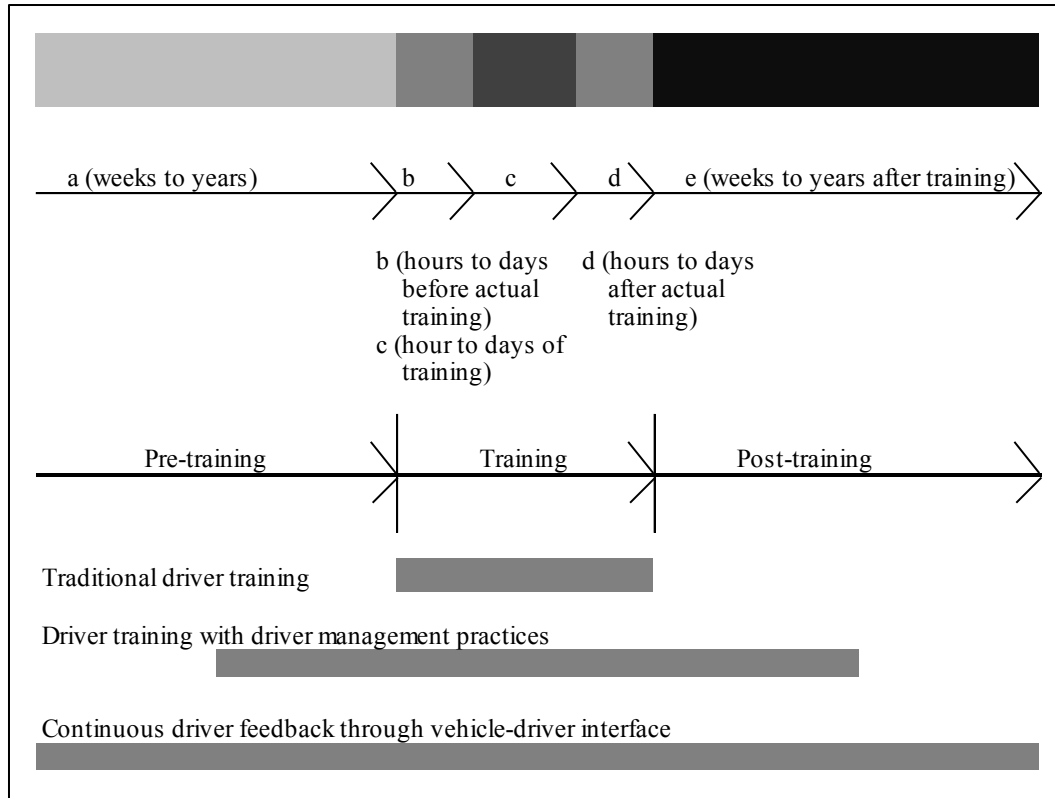 a (weeks to years) b c d e (weeks to years after training)
b (hours to days
before actual
training)
c (hour to days of
training)
d (hours to days
after actual
training)
Pre-training Training Post-training
Traditional driver training
Driver training with driver management practices
Continuous driver feedback through vehicle-driver interface